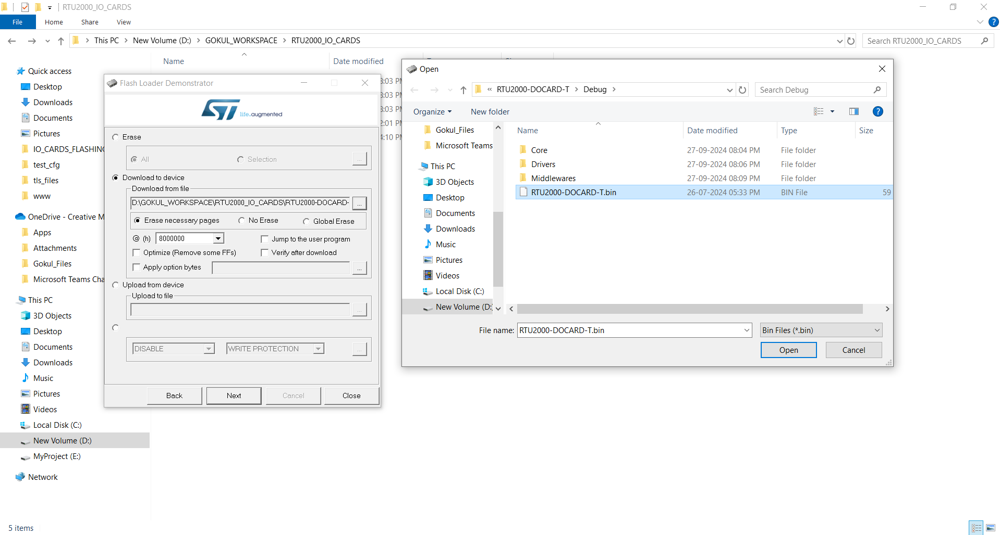 RTU2000_IO_CARDS
File Home Share View
This PC New Volume (D:) GOKUL_WORKSPACE RTU2000_IO_CARDS
Search RTU2000_IO_CARDS
Name Date modified
Quick access
Desktop
Downloads
Documents
Pictures
IO_CARDS_FLASHING
test_cfg
tls_files
www
OneDrive - Creative M
Apps
Attachments
Gokul_Files
Microsoft Teams Cha
This PC
3D Objects
Desktop
Documents
Downloads
Music
Pictures
Videos
Local Disk (C:)
New Volume (D:)
MyProject (E:)
Network
5 items
3:03 PM
3:03 PM
3:03 PM
2:01 PM
4:10 PM
Flash Loader Demonstrator
ST life.augmented
Erase
All Selection ...
Download to device
Download from file
D:\GOKUL_WORKSPACE\RTU2000_IO_CARDS\RTU2000-DOCARD- ...
Erase necessary pages No Erase Global Erase
@ (h) 8000000 Jump to the user program
Optimize (Remove some FFs) Verify after download
Apply option bytes ...
Upload from device
Upload to file
...
DISABLE WRITE PROTECTION ...
Back Next Cancel Close
Open
« RTU2000-DOCARD-T Debug
Search Debug
Organize New folder
Gokul_Files
Microsoft Teams
This PC
3D Objects
Desktop
Documents
Downloads
Music
Pictures
Videos
Local Disk (C:)
New Volume (D:)
Name Date modified Type Size
Core 27-09-2024 08:04 PM File folder
Drivers 27-09-2024 08:06 PM File folder
Middlewares 27-09-2024 08:09 PM File folder
RTU2000-DOCARD-T.bin 26-07-2024 05:33 PM BIN File 59
File name: RTU2000-DOCARD-T.bin Bin Files (*.bin)
Open Cancel